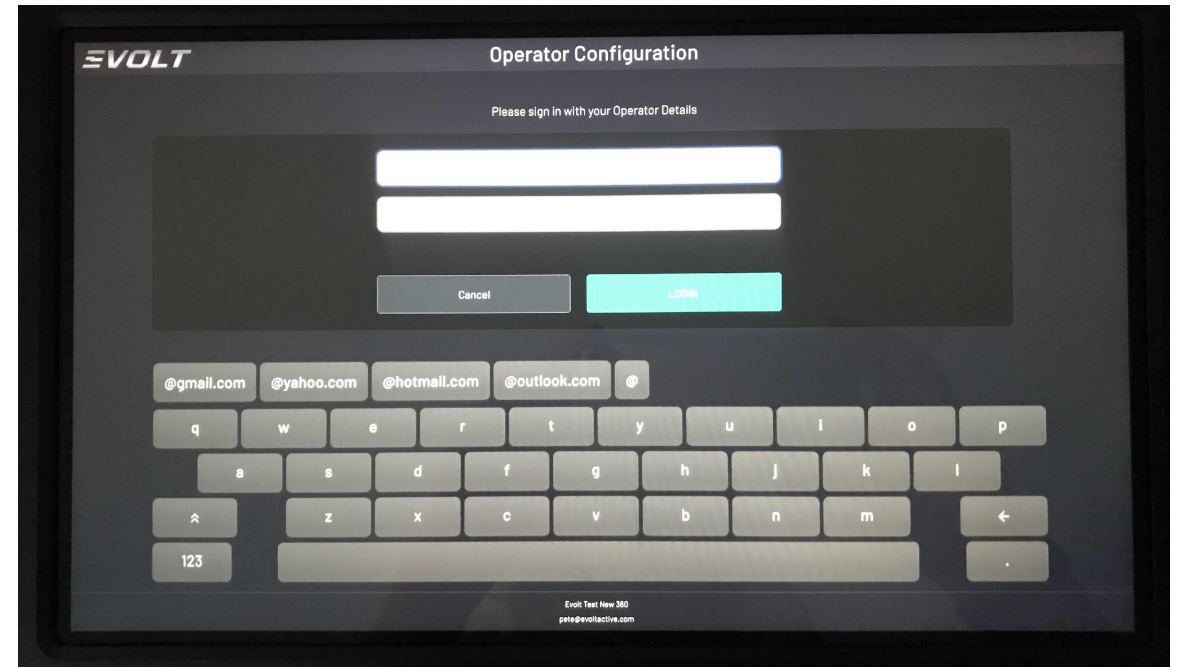 EVOLT
Operator Configuration
Please sign in with your Operator Details
Cancel
LOGIN
@gmail.com @yahoo.com @hotmail.com @outlook.com @
q w e r t y u i o p
a s d f g h j k l
z x c v b n m
123 .
Evolt Test New 360
pete@evoltactive.com